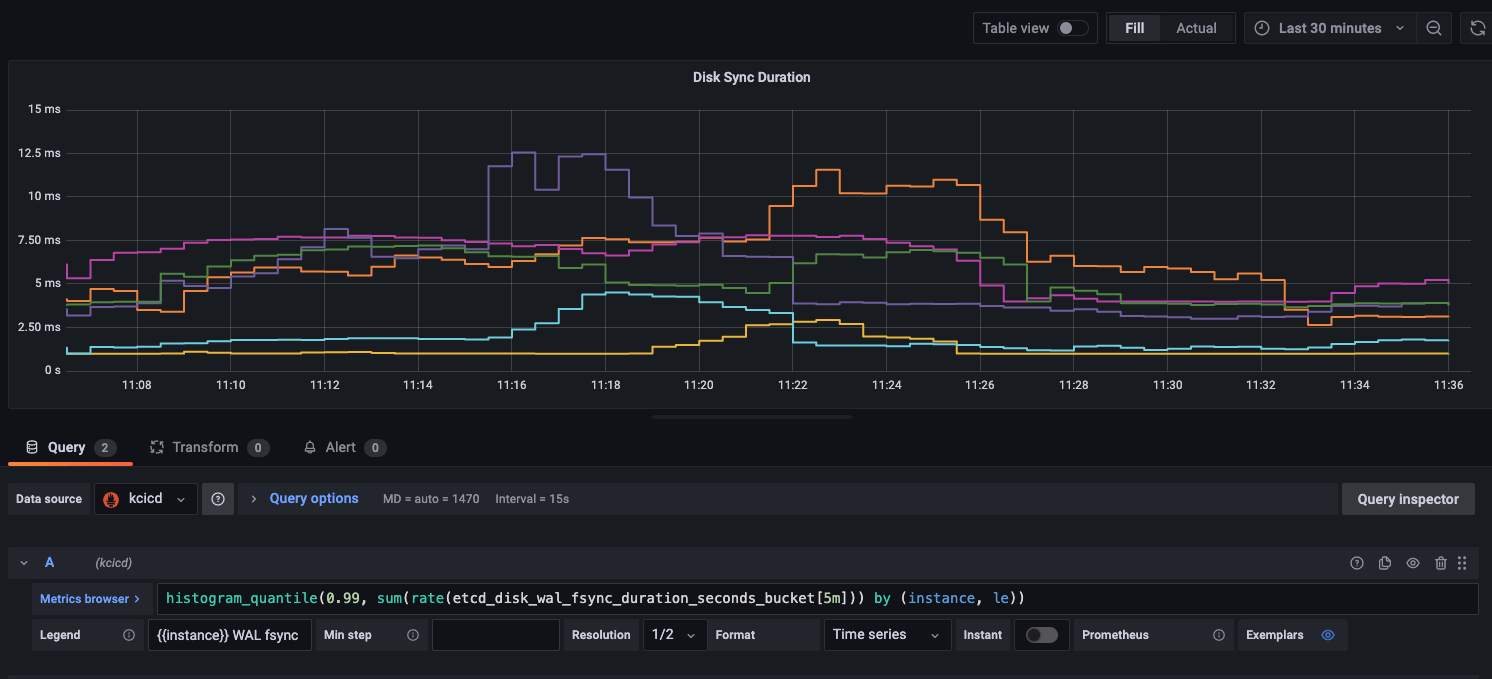 Table view Fill Actual Last 30 minutes
Disk Sync Duration
15 ms
12.5 ms
10 ms
7.50 ms
5 ms
2.50 ms
0 s
11:08 11:10 11:12 11:14 11:16 11:18 11:20 11:22 11:24 11:26 11:28 11:30 11:32 11:34 11:36
Query 2 Transform 0 Alert 0
Data source kcicd Query options MD = auto = 1470 Interval = 15s Query inspector
A (kcicd)
Metrics browser > histogram_quantile(0.99, sum(rate(etcd_disk_wal_fsync_duration_seconds_bucket[5m])) by (instance, le))
Legend {{instance}} WAL fsync Min step Resolution 1/2 Format Time series Instant Prometheus Exemplars